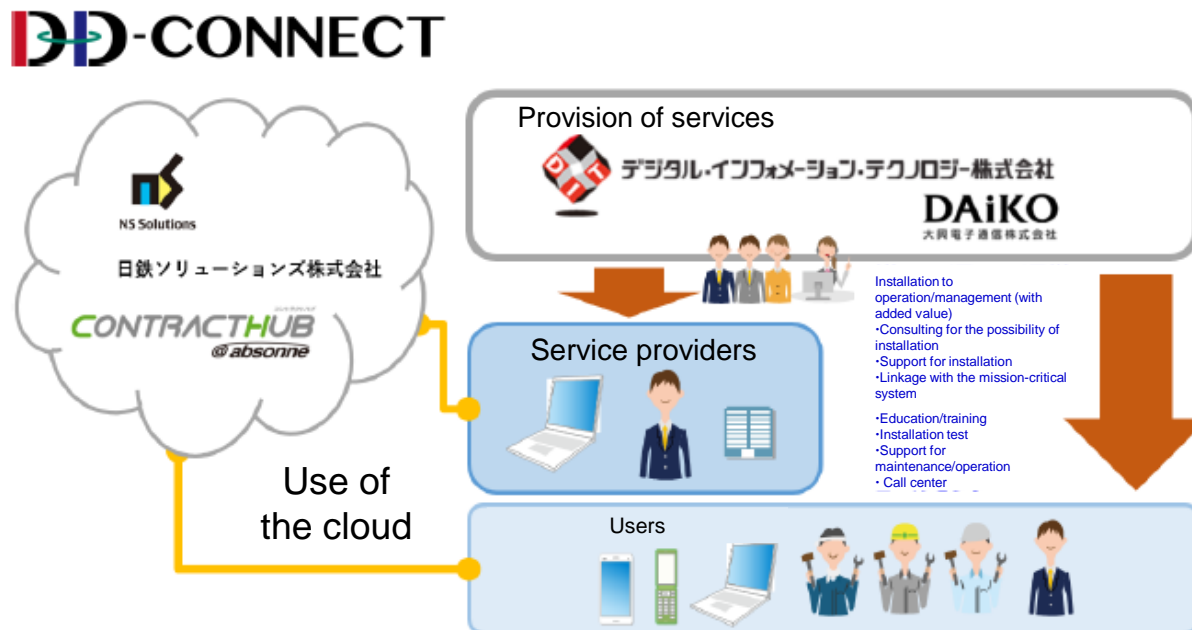 DD-CONNECT
Provision of services
DIT
デジタル・インフォメーション・テクノロジー株式会社
DAiKO
大興電子通信株式会社
NS Solutions
日鉄ソリューションズ株式会社
CONTRACTHUB
@absonne
Installation to
operation/management (with
added value)
・Consulting for the possibility of
installation
・Support for installation
・Linkage with the mission-critical
system
・Education/training
・Installation test
・Support for
maintenance/operation
・ Call center
Service providers
Use of
the cloud
Users